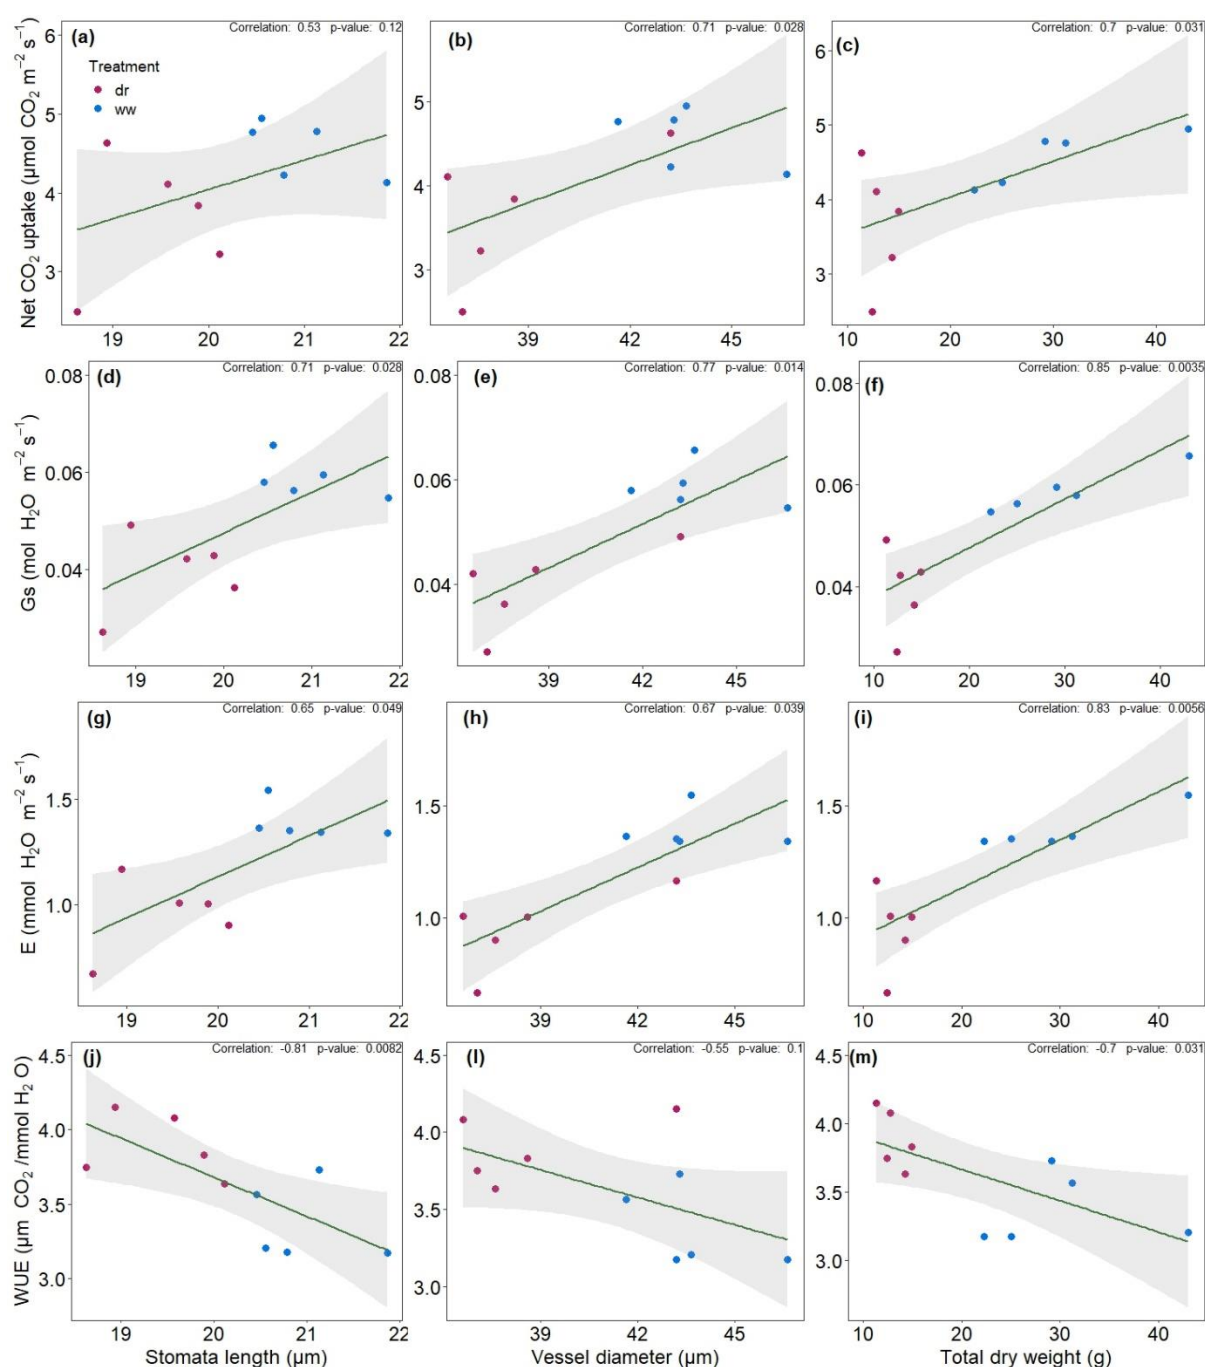 (a) Correlation: 0.53 p-value: 0.12
(b) Correlation: 0.71 p-value: 0.028
(c) Correlation: 0.7 p-value: 0.031
Treatment
dr
ww
Net CO₂ uptake (μmol CO₂ m⁻² s⁻¹)
6
5
4
3
19 20 21 22
5
4
3
39 42 45
6
5
4
3
10 20 30 40
(d) Correlation: 0.71 p-value: 0.028
(e) Correlation: 0.77 p-value: 0.014
(f) Correlation: 0.85 p-value: 0.0035
Gs (mol H₂O m⁻² s⁻¹)
0.08
0.06
0.04
19 20 21 22
0.08
0.06
0.04
39 42 45
0.08
0.06
0.04
10 20 30 40
(g) Correlation: 0.65 p-value: 0.049
(h) Correlation: 0.67 p-value: 0.039
(i) Correlation: 0.83 p-value: 0.0056
E (mmol H₂O m⁻² s⁻¹)
1.5
1.0
19 20 21 22
1.5
1.0
39 42 45
1.5
1.0
10 20 30 40
(j) Correlation: -0.81 p-value: 0.0082
(l) Correlation: -0.55 p-value: 0.1
(m) Correlation: -0.7 p-value: 0.031
WUE (μm CO₂ /mmol H₂ O)
4.5
4.0
3.5
3.0
19 20 21 22
Stomata length (μm)
4.5
4.0
3.5
3.0
39 42 45
Vessel diameter (μm)
4.5
4.0
3.5
3.0
10 20 30 40
Total dry weight (g)